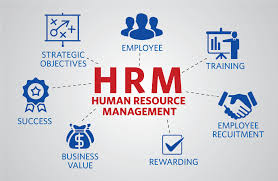 EMPLOYEE
STRATEGIC
OBJECTIVES
TRAINING
HRM
HUMAN RESOURCE
MANAGEMENT
SUCCESS
EMPLOYEE
RECUITMENT
BUSINESS
VALUE
REWARDING